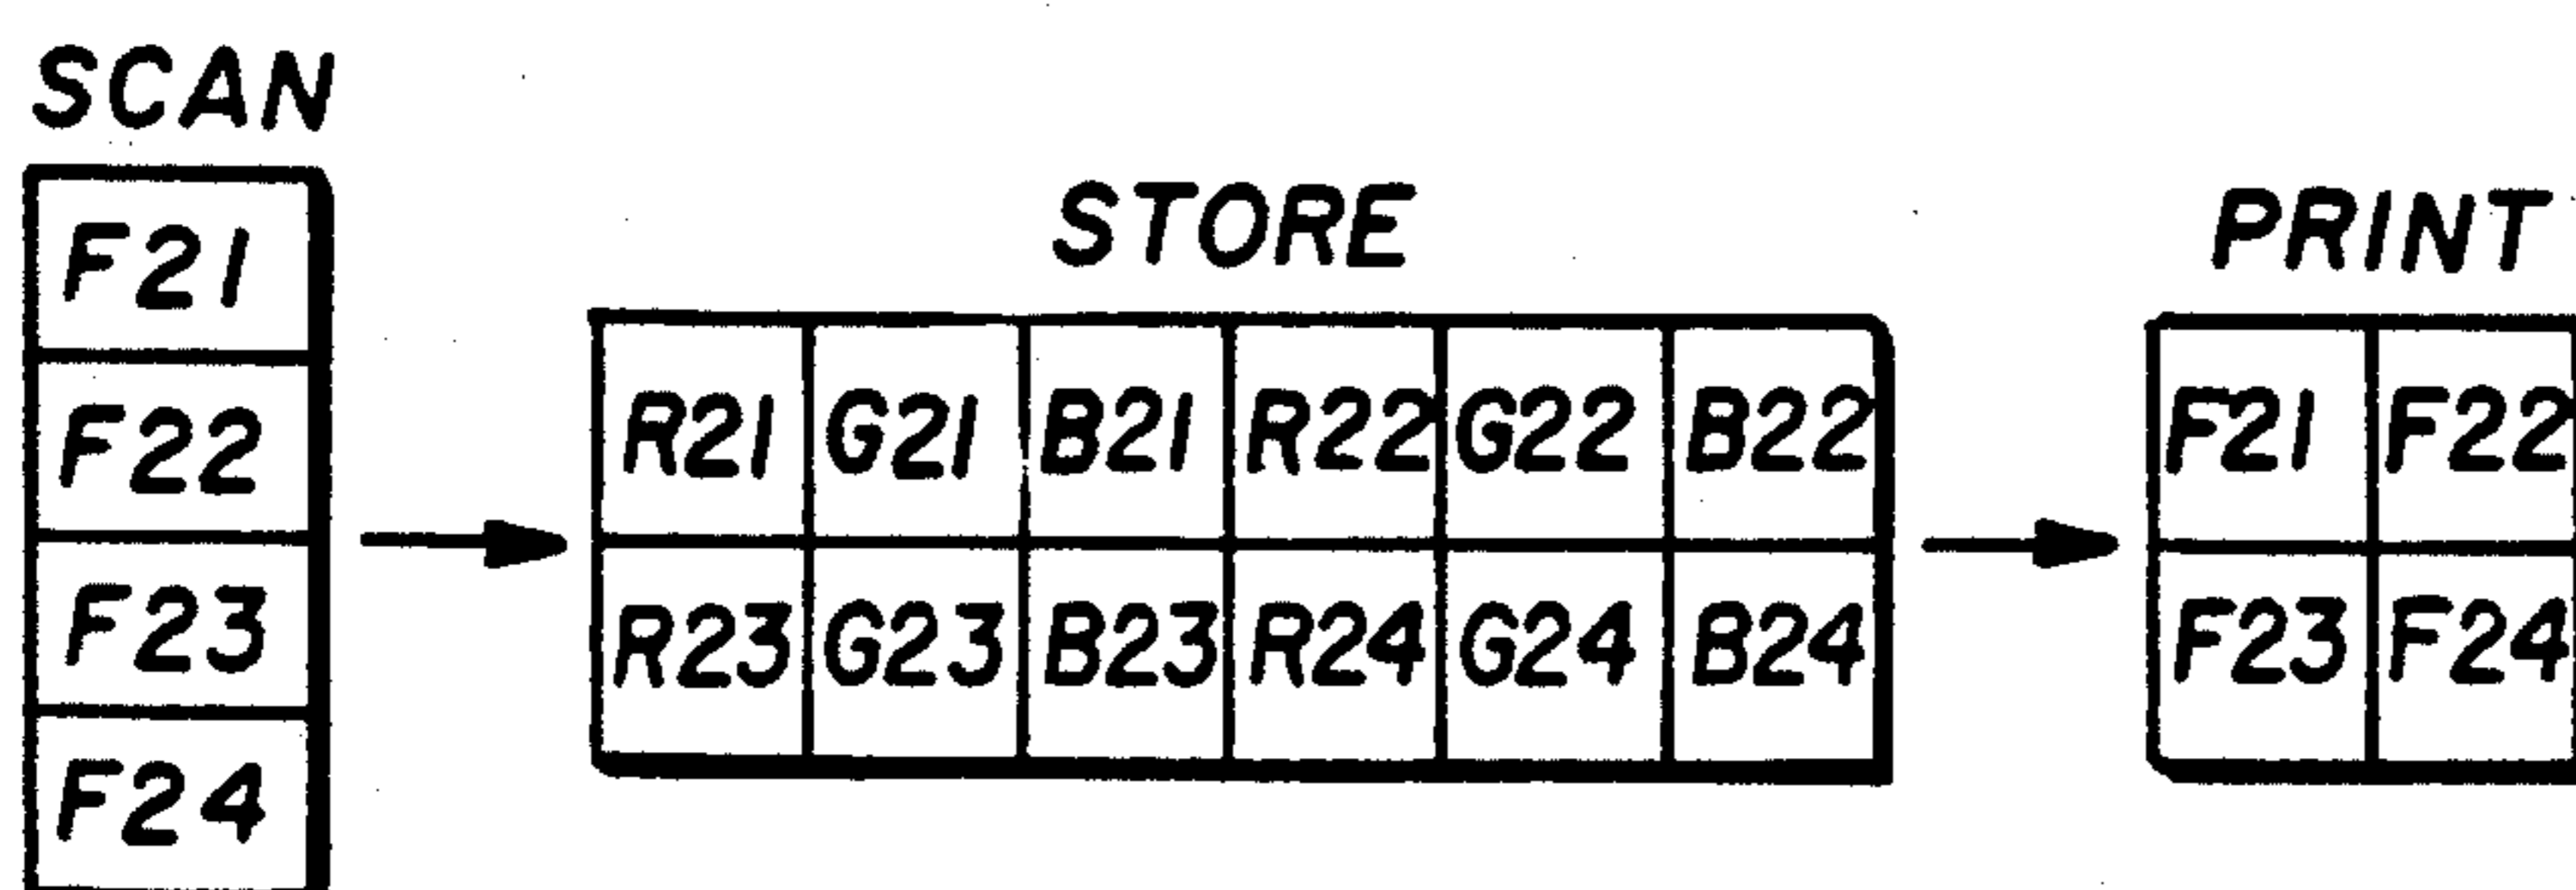 SCAN
F21
F22
F23
F24
STORE
R21 G21 B21 R22 G22 B22
R23 G23 B23 R24 G24 B24
PRINT
F21 F22
F23 F24